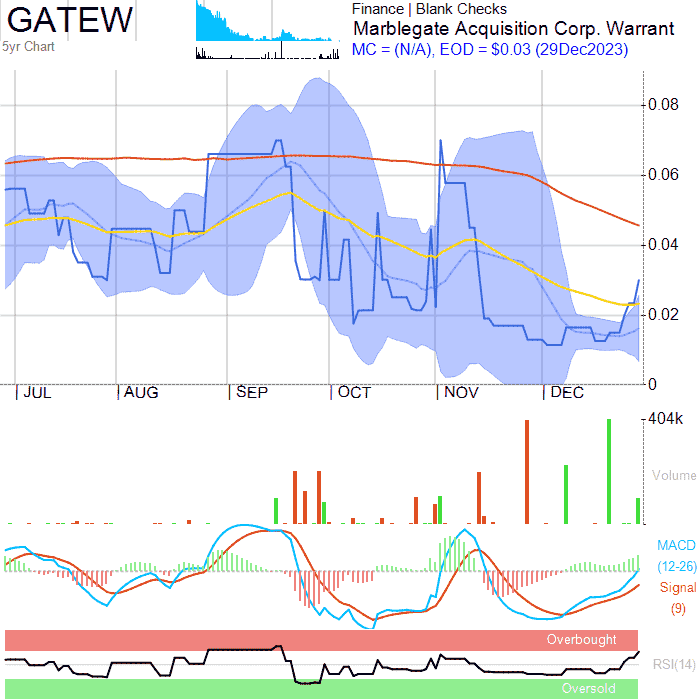 GATEW
5yr Chart
Finance | Blank Checks
Marblegate Acquisition Corp. Warrant
MC = (N/A), EOD = $0.03 (29Dec2023)
0.08
0.06
0.04
0.02
0
JUL AUG SEP OCT NOV DEC
404k
Volume
MACD
(12-26)
Signal
(9)
Overbought
RSI(14)
Oversold